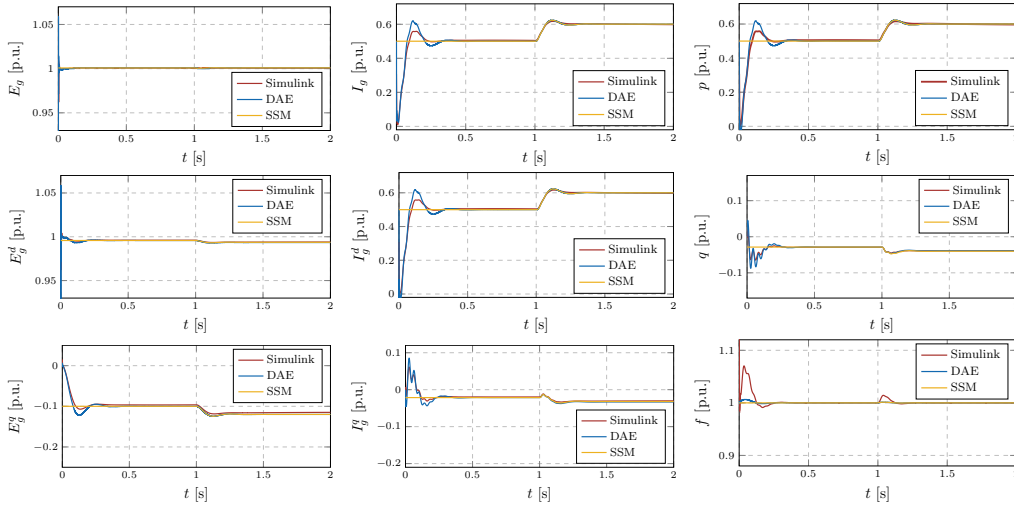 1.05
1
0.95
E_g [p.u.]
Simulink
DAE
SSM
0 0.5 1 1.5 2
t [s]
0.6
0.4
0.2
0
I_g [p.u.]
Simulink
DAE
SSM
0 0.5 1 1.5 2
t [s]
0.6
0.4
0.2
0
p [p.u.]
Simulink
DAE
SSM
0 0.5 1 1.5 2
t [s]
1.05
1
0.95
E_g^d [p.u.]
Simulink
DAE
SSM
0 0.5 1 1.5 2
t [s]
0.6
0.4
0.2
0
I_g^d [p.u.]
Simulink
DAE
SSM
0 0.5 1 1.5 2
t [s]
0.1
0
−0.1
q [p.u.]
Simulink
DAE
SSM
0 0.5 1 1.5
t [s]
0
−0.1
−0.2
E_g^q [p.u.]
Simulink
DAE
SSM
0 0.5 1 1.5 2
t [s]
0.1
0
−0.1
−0.2
I_g^q [p.u.]
Simulink
DAE
SSM
0 0.5 1 1.5 2
t [s]
1.1
1
0.9
f [p.u.]
Simulink
DAE
SSM
0 0.5 1 1.5
t [s]